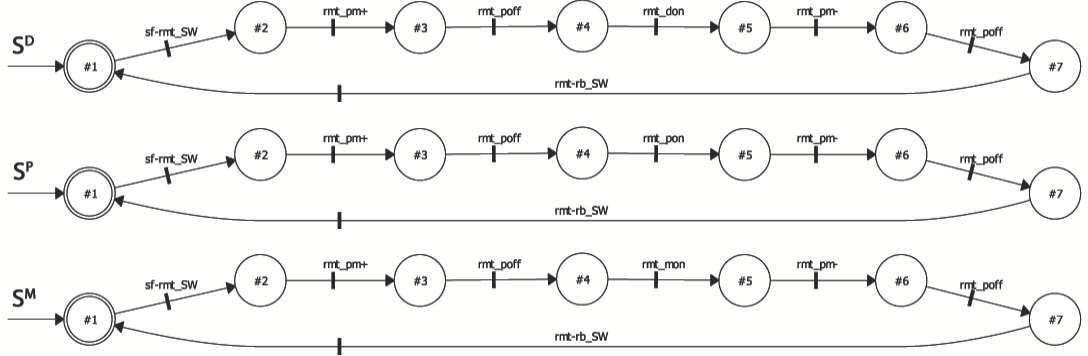 sf-rmt_SW #2 rmt_pm+ #3 rmt_poff #4 rmt_don #5 rmt_pm- #6 rmt_poff
S^D #1 #7
rmt-rb_SW
sf-rmt_SW #2 rmt_pm+ #3 rmt_poff #4 rmt_pon #5 rmt_pm- #6 rmt_poff
S^P #1 #7
rmt-rb_SW
sf-rmt_SW #2 rmt_pm+ #3 rmt_poff #4 rmt_mon #5 rmt_pm- #6 rmt_poff
S^M #1 #7
rmt-rb_SW